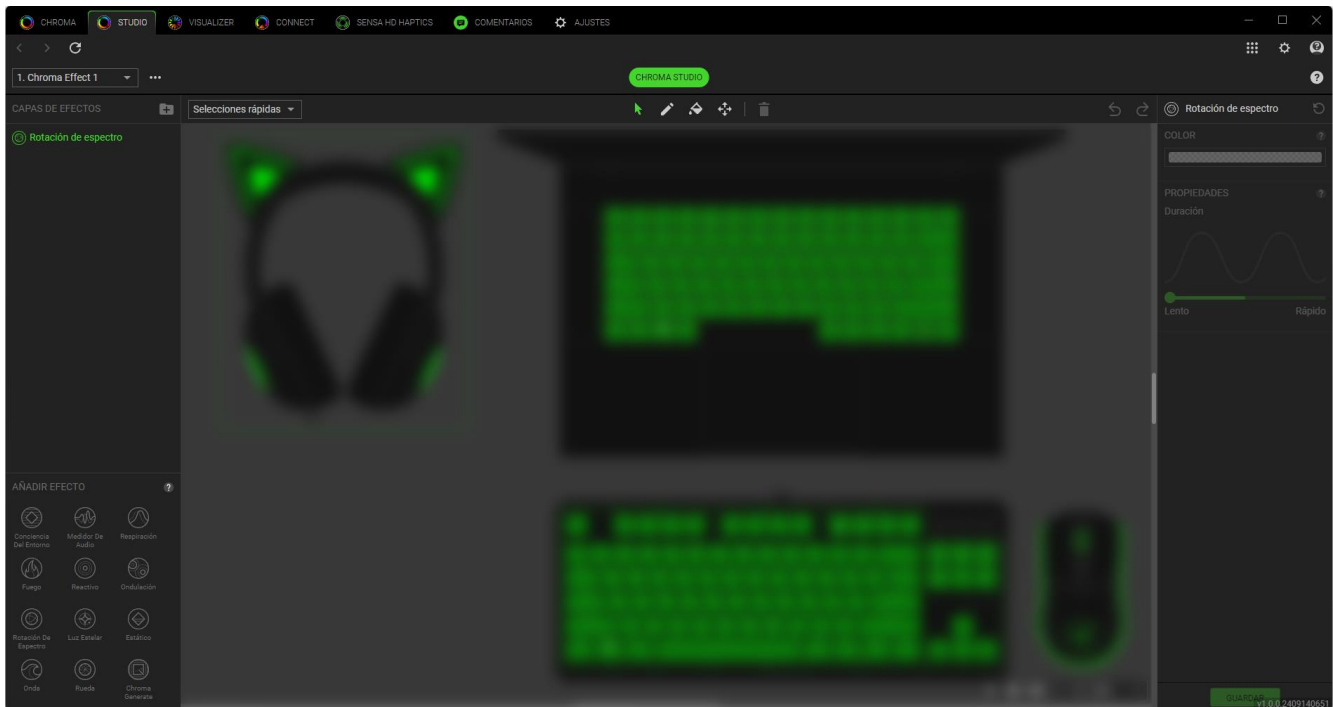 CHROMA
STUDIO
VISUALIZER
CONNECT
SENSA HD HAPTICS
COMENTARIOS
AJUSTES
1. Chroma Effect 1
CHROMA STUDIO
?
CAPAS DE EFECTOS
Selecciones rápidas
Rotación de espectro
Rotación de espectro
COLOR
?
PROPIEDADES
?
Duración
Lento
Rápido
AÑADIR EFECTO
?
Conciencia
Del Entorno
Medidor De
Audio
Respiración
Fuego
Reactivo
Ondulación
Rotación De
Espectro
Luz Estelar
Estático
Onda
Rueda
Chroma
Generate
GUARDAR
v1.0.0.2409140651